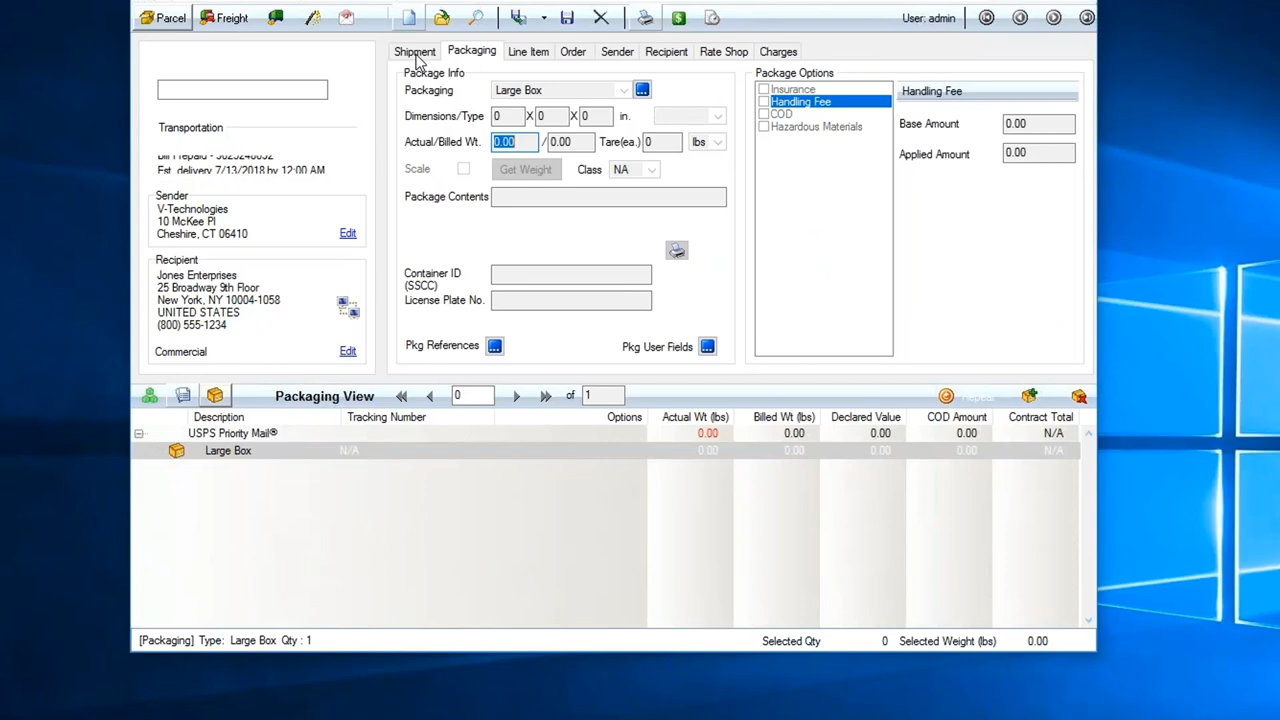 Parcel Freight User: admin
Shipment Packaging Line Item Order Sender Recipient Rate Shop Charges
Transportation
Est. delivery 7/13/2018 by 12:00 AM
Sender
V-Technologies
10 McKee Pl
Cheshire, CT 06410 Edit
Recipient
Jones Enterprises
25 Broadway 9th Floor
New York, NY 10004-1058
UNITED STATES
(800) 555-1234
Commercial Edit
Package Info
Packaging Large Box
Dimensions/Type 0 X 0 X 0 in.
Actual/Billed Wt. 0.00 / 0.00 Tare(ea.) 0 lbs
Scale Get Weight Class NA
Package Contents
Container ID
(SSCC)
License Plate No.
Pkg References Pkg User Fields
Package Options
Insurance
Handling Fee
COD
Hazardous Materials
Handling Fee
Base Amount 0.00
Applied Amount 0.00
Packaging View 0 of 1 Repeat
Description Tracking Number Options Actual Wt (lbs) Billed Wt (lbs) Declared Value COD Amount Contract Total
USPS Priority Mail® 0.00 0.00 0.00 0.00 N/A
Large Box N/A 0.00 0.00 0.00 0.00 N/A
[Packaging] Type: Large Box Qty : 1 Selected Qty 0 Selected Weight (lbs) 0.00